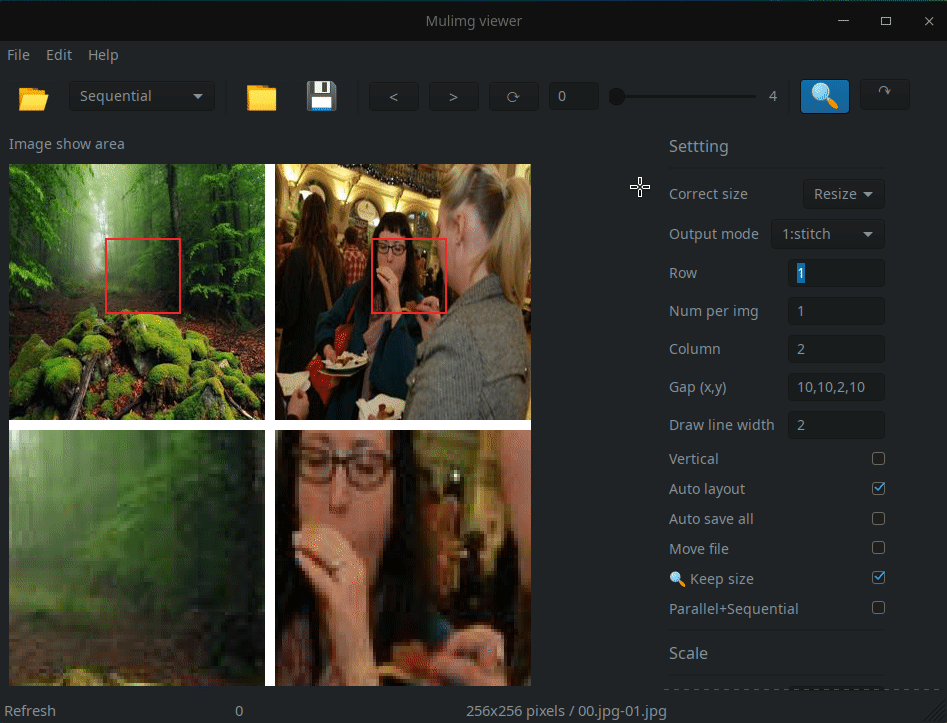 Mulimg viewer
File Edit Help
Sequential < > 0 4
Image show area
Settting
Correct size Resize
Output mode 1:stitch
Row 1
Num per img 1
Column 2
Gap (x,y) 10,10,2,10
Draw line width 2
Vertical
Auto layout
Auto save all
Move file
Keep size
Parallel+Sequential
Scale
Refresh 0 256x256 pixels / 00.jpg-01.jpg